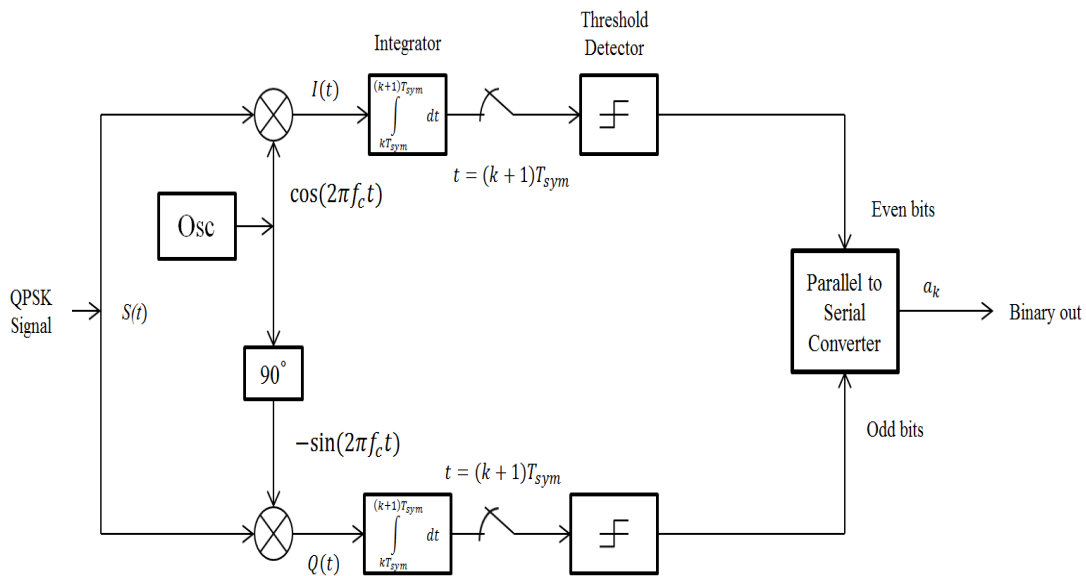 Threshold
Detector
Integrator
I(t)
(k+1)T_sym
∫ dt
kT_sym
t = (k + 1)T_sym
cos(2πf_c t)
Osc
Even bits
QPSK
Signal
S(t)
Parallel to
Serial
Converter
a_k
Binary out
90°
−sin(2πf_c t)
Odd bits
t = (k + 1)T_sym
(k+1)T_sym
∫ dt
kT_sym
Q(t)